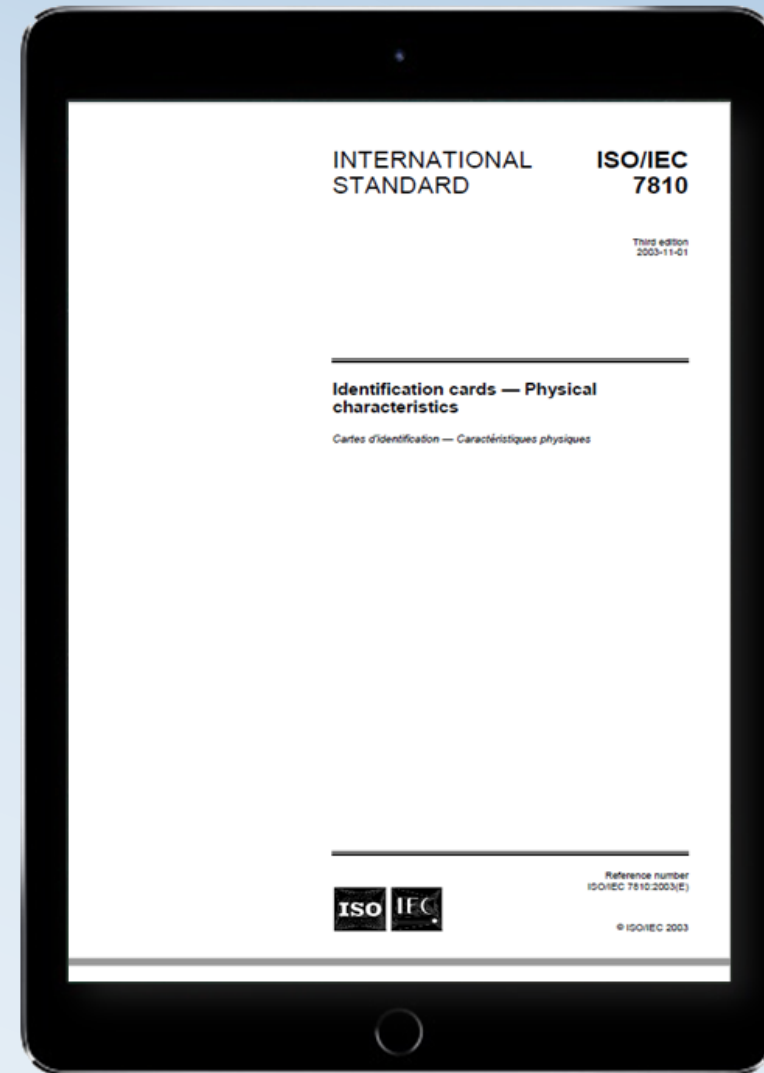 INTERNATIONAL STANDARD
ISO/IEC 7810
Third edition
2003-11-01
Identification cards — Physical
characteristics
Cartes d'identification — Caractéristiques physiques
Reference number
ISO/IEC 7810:2003(E)
ISO IEC
© ISO/IEC 2003